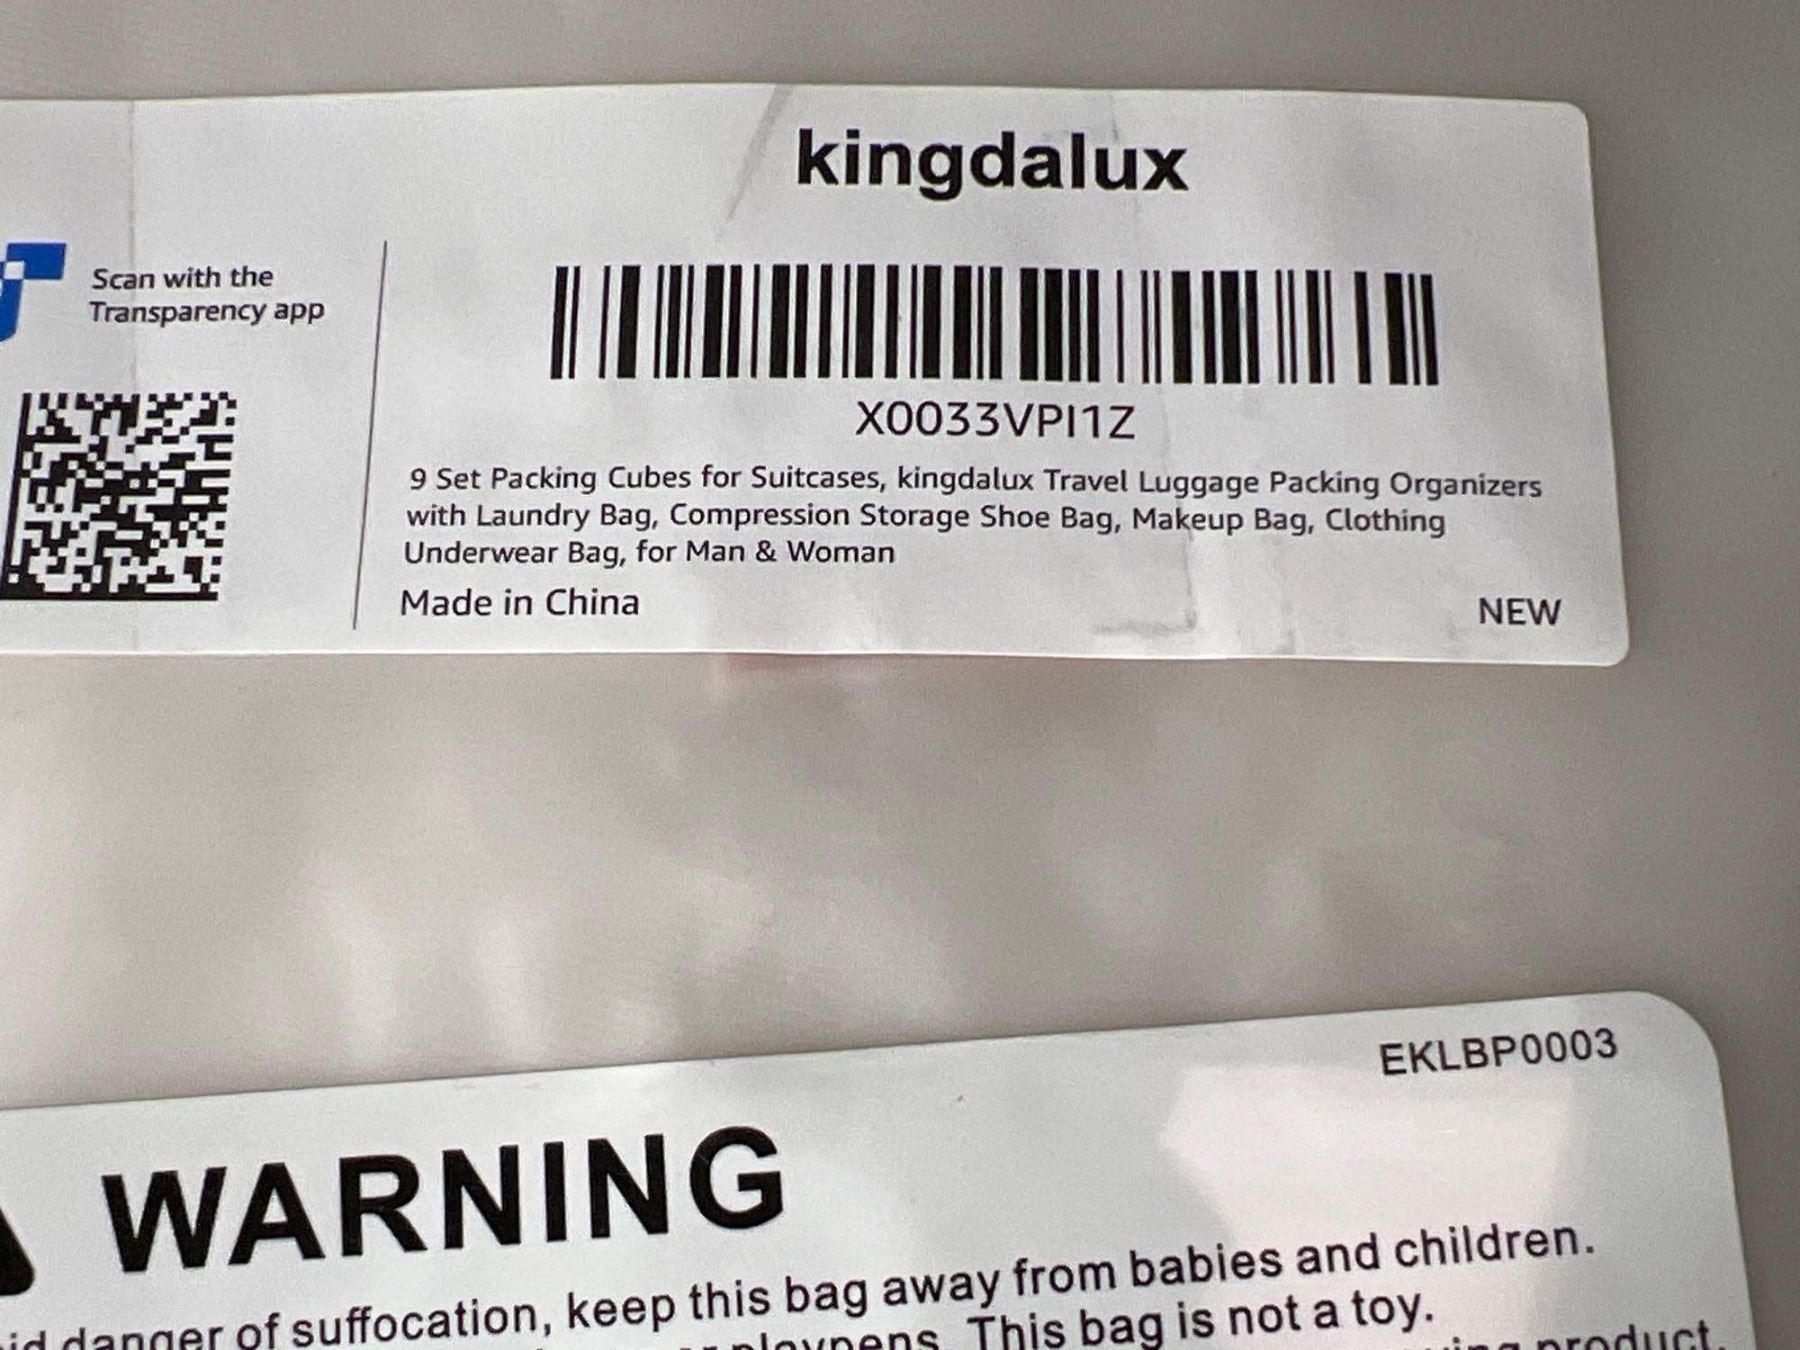 kingdalux
Scan with the
Transparency app
X0033VPI1Z
9 Set Packing Cubes for Suitcases, kingdalux Travel Luggage Packing Organizers
with Laundry Bag, Compression Storage Shoe Bag, Makeup Bag, Clothing
Underwear Bag, for Man & Woman
Made in China
NEW
EKLBP0003
WARNING
danger of suffocation, keep this bag away from babies and children.
playpens. This bag is not a toy.
product.